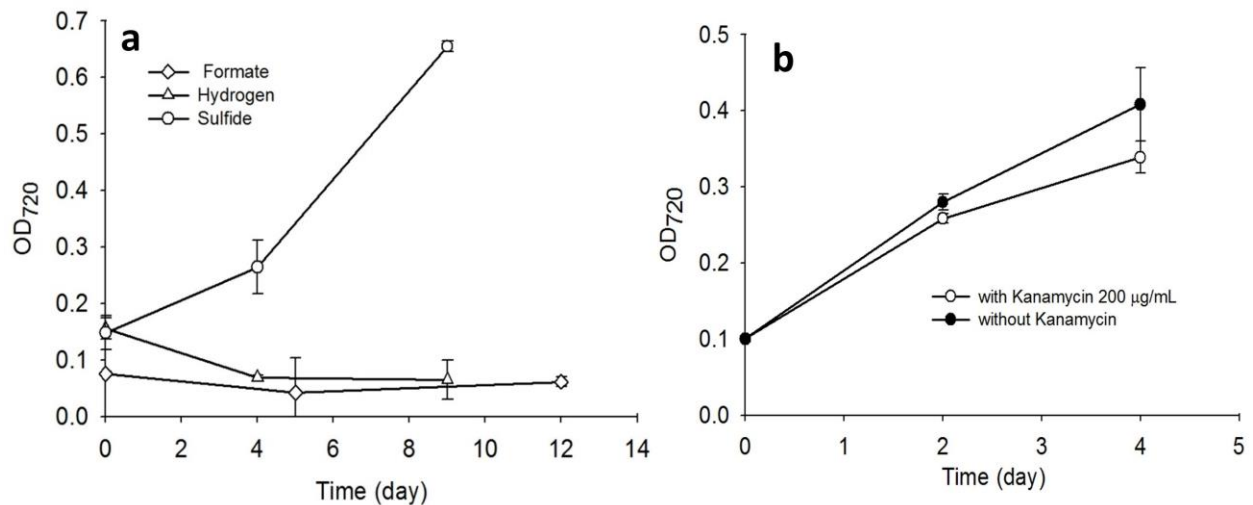 a
0.7
0.6
0.5
0.4
0.3
0.2
0.1
0.0
OD720
Formate
Hydrogen
Sulfide
0 2 4 6 8 10 12 14
Time (day)
b
0.5
0.4
0.3
0.2
0.1
0.0
OD720
with Kanamycin 200 μg/mL
without Kanamycin
0 1 2 3 4 5
Time (day)